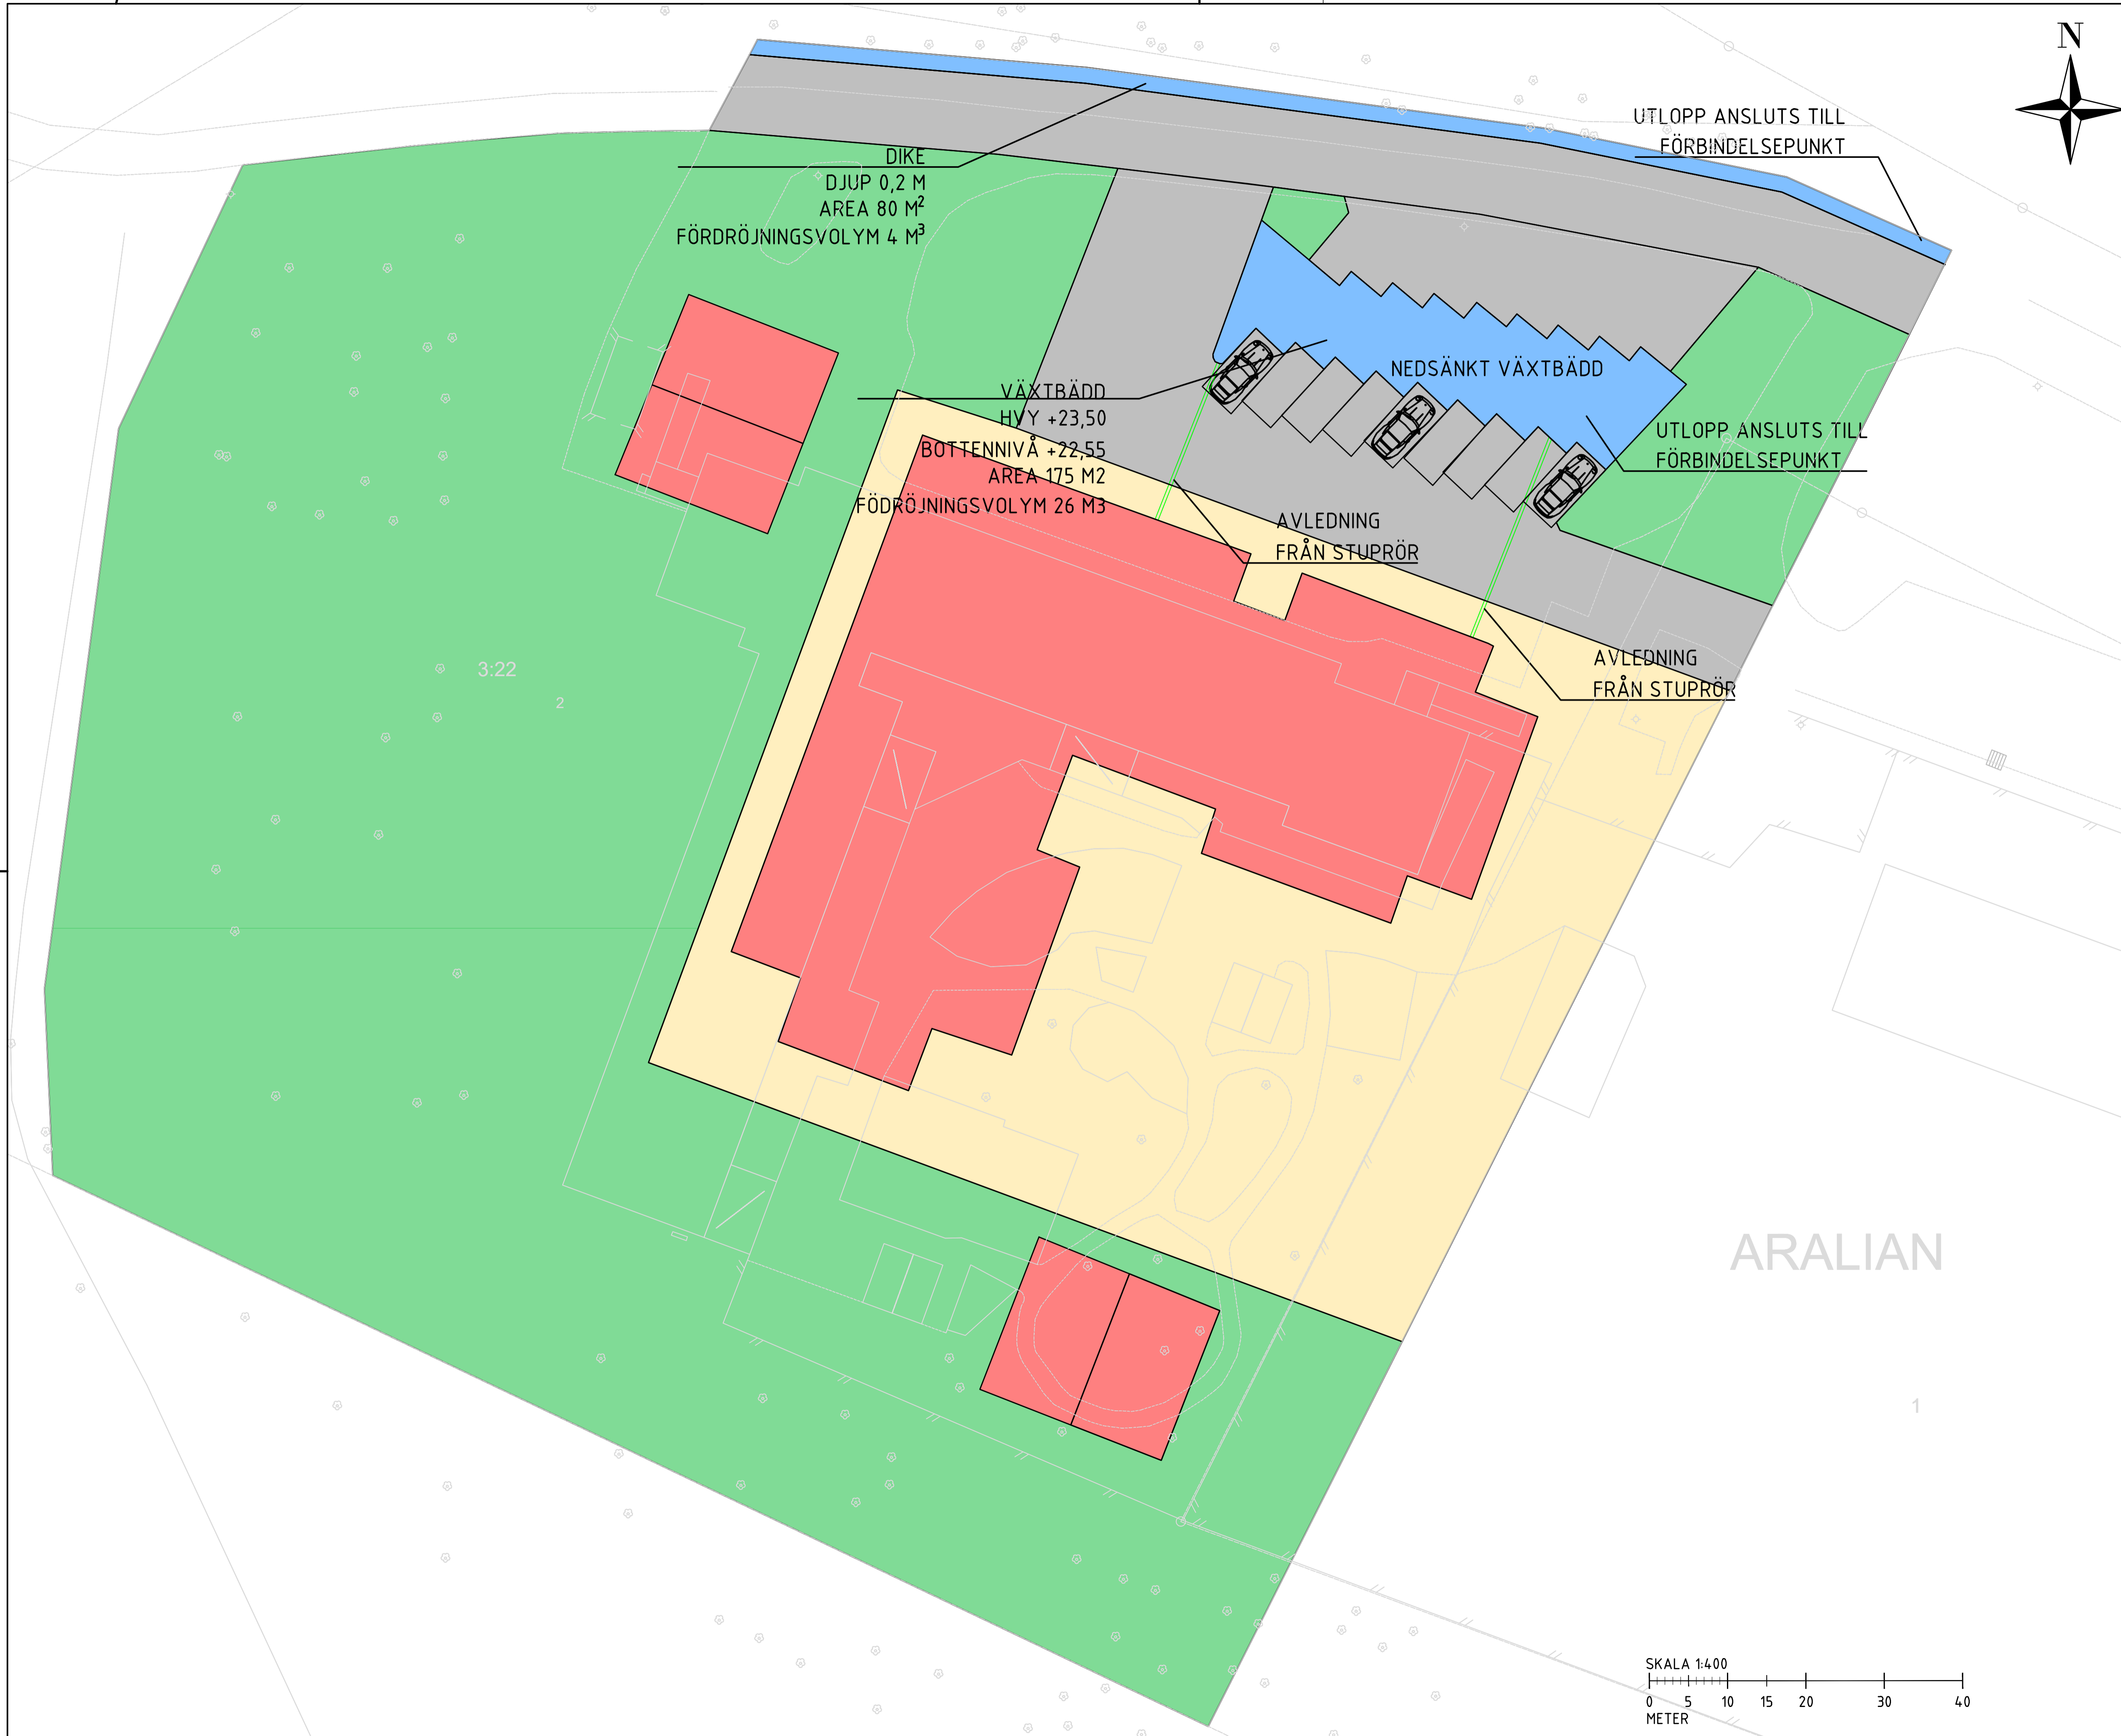 N
UTLOPP ANSLUTS TILL
FÖRBINDELSEPUNKT
DIKE
DJUP 0,2 M
AREA 80 M²
FÖRDRÖJNINGSVOLYM 4 M³
NEDSÄNKT VÄXTBÄDD
VÄXTBÄDD
HVY +23,50
BOTTENNIVÅ +22,55
AREA 175 M2
FÖDRÖJNINGSVOLYM 26 M3
UTLOPP ANSLUTS TILL
FÖRBINDELSEPUNKT
AVLEDNING
FRÅN STUPRÖR
AVLEDNING
FRÅN STUPRÖR
3:22
2
ARALIAN
1
SKALA 1:400
0 5 10 15 20 30 40
METER